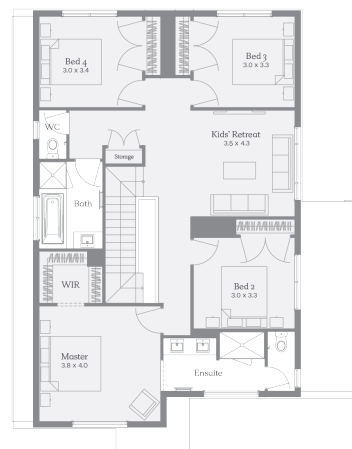 Bed 4
3.0 x 3.4
Bed 3
3.0 x 3.3
WC
Kids' Retreat
3.5 x 4.3
Storage
Bath
WIR
Bed 2
3.0 x 3.3
Master
3.8 x 4.0
Ensuite